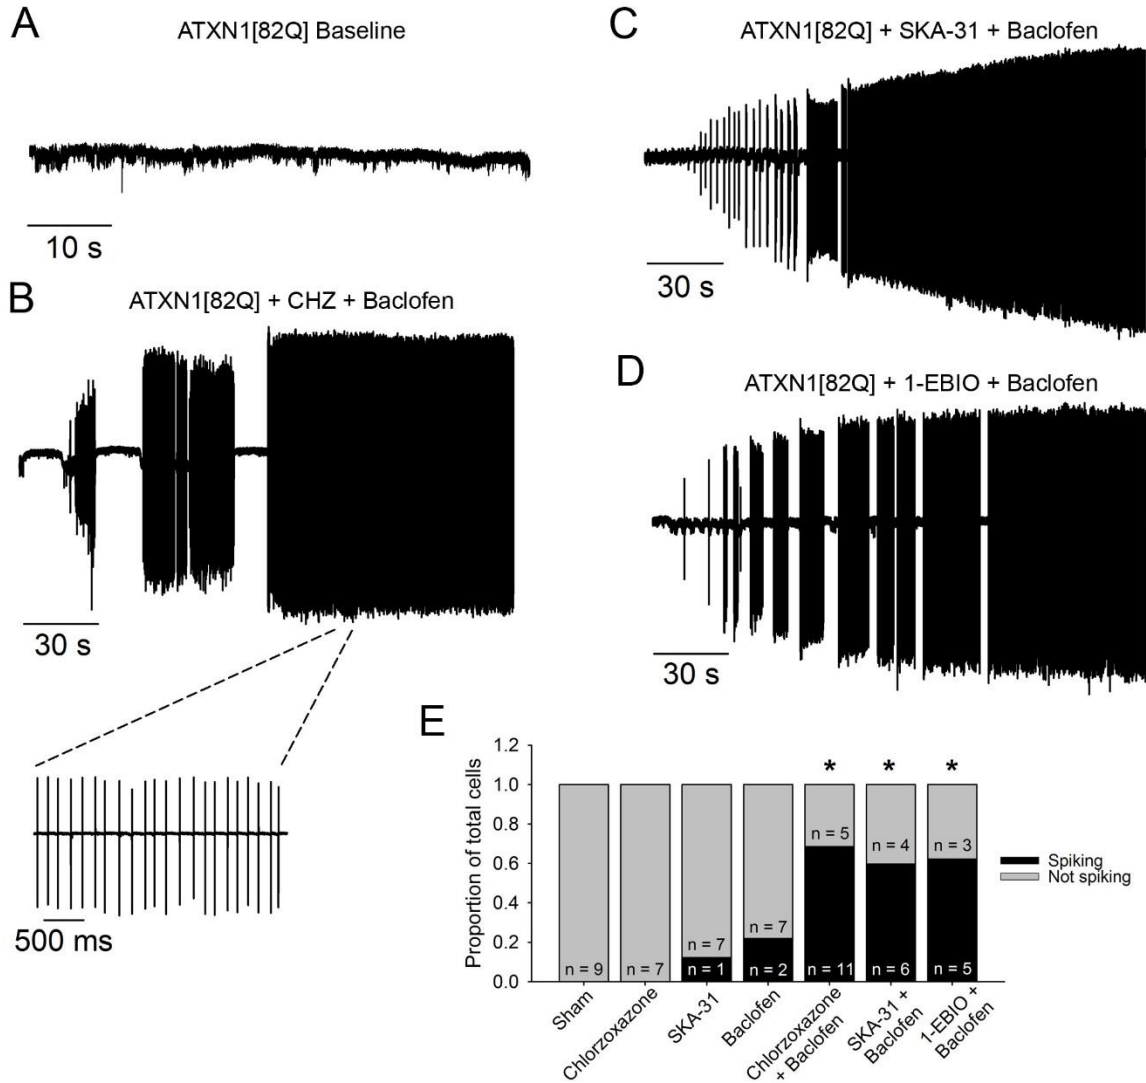 A
ATXN1[82Q] Baseline
10 s
B
ATXN1[82Q] + CHZ + Baclofen
30 s
500 ms
C
ATXN1[82Q] + SKA-31 + Baclofen
30 s
D
ATXN1[82Q] + 1-EBIO + Baclofen
30 s
E
Proportion of total cells
1.2
1.0
0.8
0.6
0.4
0.2
0.0
* * *
n = 5
n = 4
n = 3
n = 7
n = 7
n = 9
n = 7
n = 1
n = 2
n = 11
n = 6
n = 5
Spiking
Not spiking
Sham
Chlorzoxazone
SKA-31
Baclofen
Chlorzoxazone
+ Baclofen
SKA-31 +
Baclofen
1-EBIO +
Baclofen